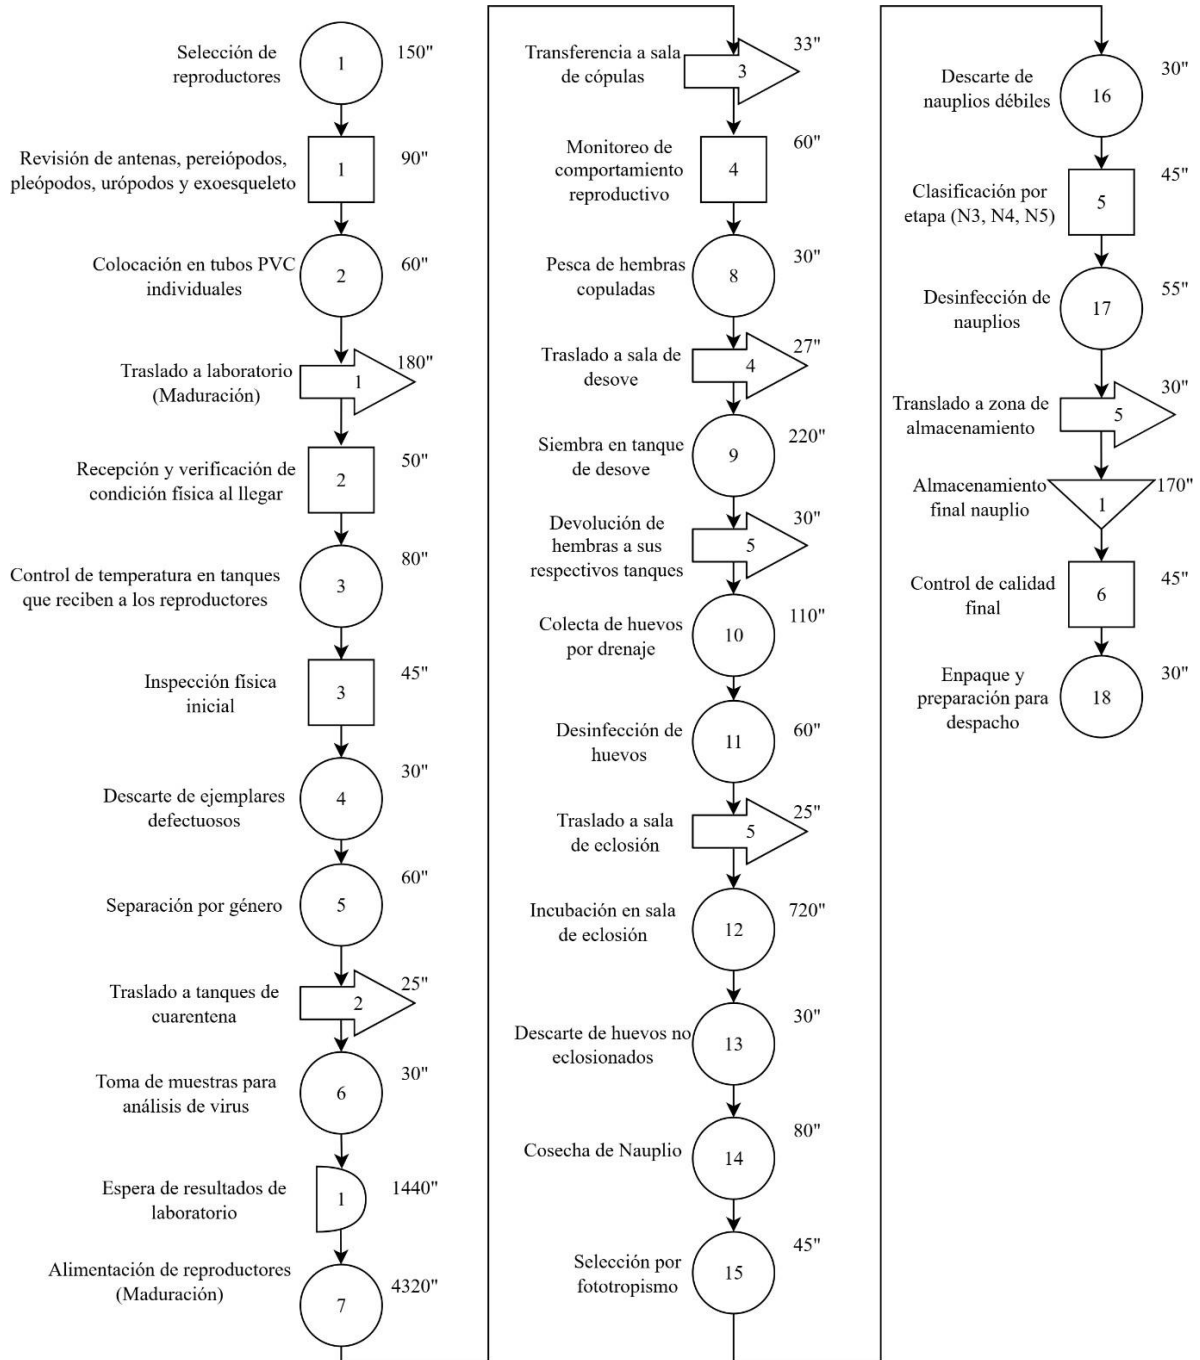 Selección de
reproductores
1
150"
Revisión de antenas, pereiópodos,
pleópodos, urópodos y exoesqueleto
1
90"
Colocación en tubos PVC
individuales
2
60"
Traslado a laboratorio
(Maduración)
1
180"
Recepción y verificación de
condición física al llegar
2
50"
Control de temperatura en tanques
que reciben a los reproductores
3
80"
Inspección física
inicial
3
45"
Descarte de ejemplares
defectuosos
4
30"
Separación por género
5
60"
Traslado a tanques de
cuarentena
2
25"
Toma de muestras para
análisis de virus
6
30"
Espera de resultados de
laboratorio
1
1440"
Alimentación de reproductores
(Maduración)
7
4320"
Transferencia a sala
de cópulas
3
33"
Monitoreo de
comportamiento
reproductivo
4
60"
Pesca de hembras
copuladas
8
30"
Traslado a sala de
desove
4
27"
Siembra en tanque
de desove
9
220"
Devolución de
hembras a sus
respectivos tanques
5
30"
Colecta de huevos
por drenaje
10
110"
Desinfección de
huevos
11
60"
Traslado a sala
de eclosión
5
25"
Incubación en sala
de eclosión
12
720"
Descarte de huevos no
eclosionados
13
30"
Cosecha de Nauplio
14
80"
Selección por
fototropismo
15
45"
Descarte de
nauplios débiles
16
30"
Clasificación por
etapa (N3, N4, N5)
5
45"
Desinfección de
nauplios
17
55"
Translado a zona de
almacenamiento
5
30"
Almacenamiento
final nauplio
1
170"
Control de calidad
final
6
45"
Enpaque y
preparación para
despacho
18
30"